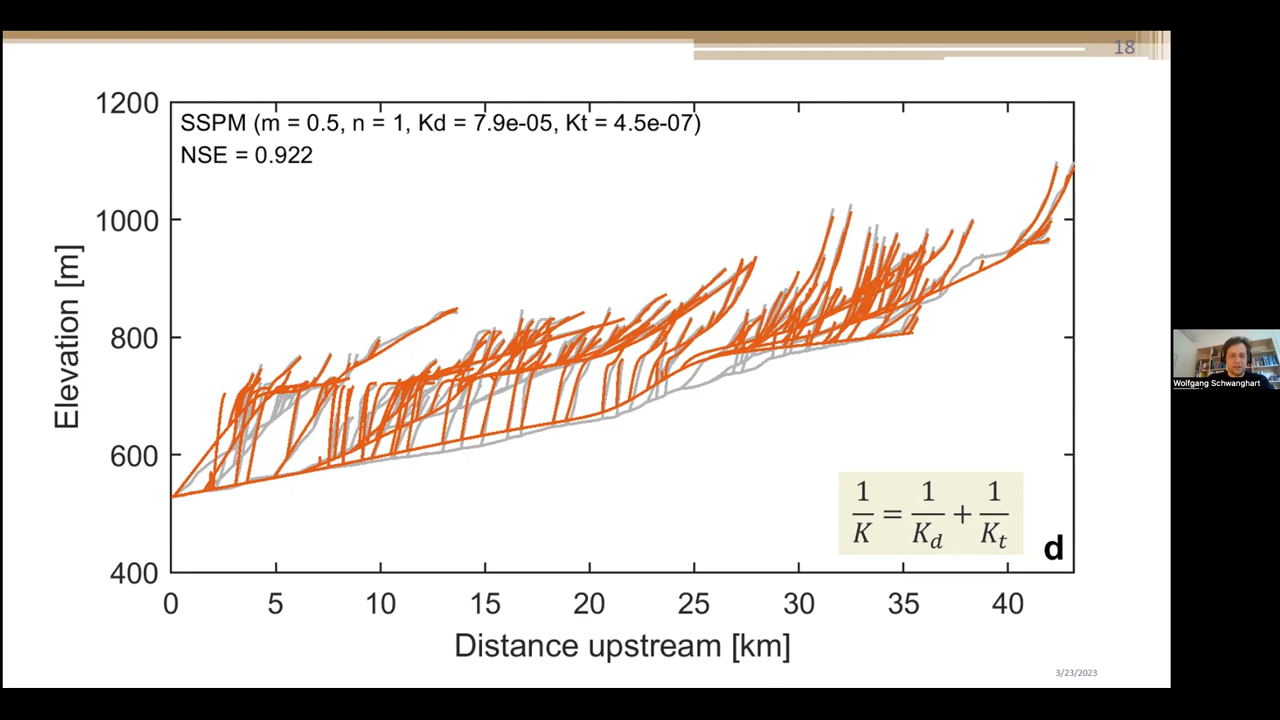 18
1200
1000
800
600
400
Elevation [m]
SSPM (m = 0.5, n = 1, Kd = 7.9e-05, Kt = 4.5e-07)
NSE = 0.922
1/K = 1/K_d + 1/K_t
d
0 5 10 15 20 25 30 35 40
Distance upstream [km]
3/23/2023
Wolfgang Schwanghart